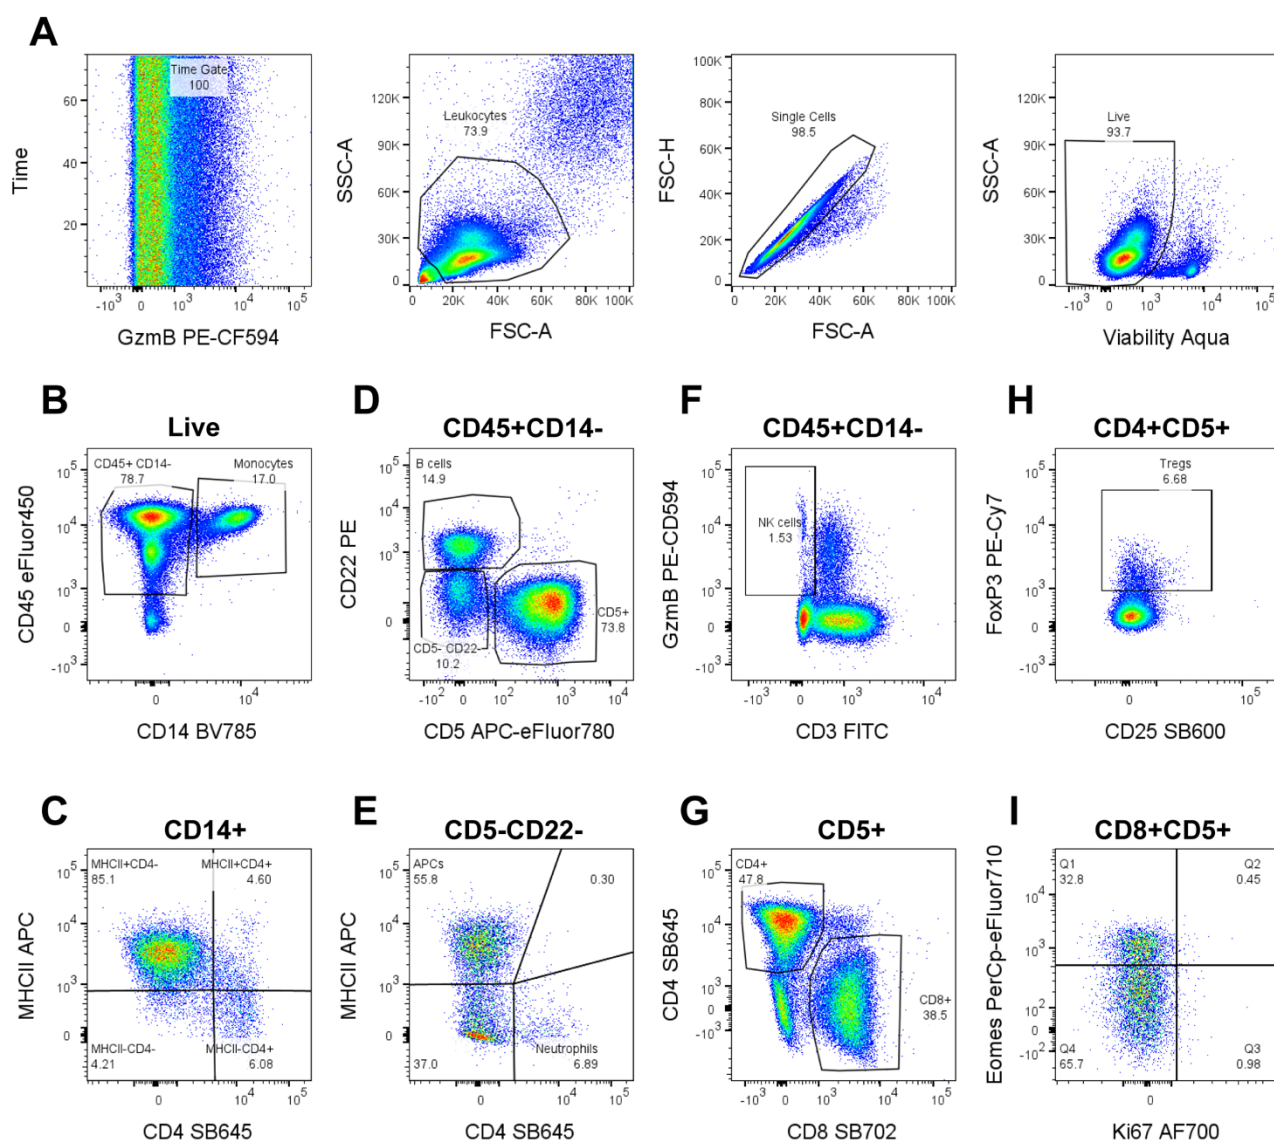 A
Time Gate
100
60
40
20
Time
-10³ 0 10³ 10⁴ 10⁵
GzmB PE-CF594
Leukocytes
73.9
120K
90K
60K
30K
0
SSC-A
0 20K 40K 60K 80K 100K
FSC-A
Single Cells
98.5
100K
80K
60K
40K
20K
0
FSC-H
0 20K 40K 60K 80K 100K
FSC-A
Live
93.7
120K
90K
60K
30K
0
SSC-A
-10³ 0 10³ 10⁴ 10⁵
Viability Aqua
B
Live
CD45+ CD14-
78.7
Monocytes
17.0
10⁵
10⁴
10³
0
-10³
CD45 eFluor450
0 10⁴
CD14 BV785
D
CD45+CD14-
B cells
14.9
CD5+
73.8
CD5- CD22-
10.2
10⁵
10⁴
10³
0
-10³
CD22 PE
-10² 0 10² 10³ 10⁴
CD5 APC-eFluor780
F
CD45+CD14-
NK cells
1.53
10⁵
10⁴
10³
0
-10³
GzmB PE-CD594
-10³ 0 10³ 10⁴
CD3 FITC
H
CD4+CD5+
Tregs
6.68
10⁵
10⁴
10³
0
-10³
FoxP3 PE-Cy7
0 10⁵
CD25 SB600
C
CD14+
MHCII+CD4-
85.1
MHCII+CD4+
4.60
MHCII-CD4-
4.21
MHCII-CD4+
6.08
10⁵
10⁴
10³
0
MHCII APC
0 10³ 10⁴ 10⁵
CD4 SB645
E
CD5-CD22-
APCs
55.8
0.30
37.0
Neutrophils
6.89
10⁵
10⁴
10³
0
MHCII APC
0 10³ 10⁴ 10⁵
CD4 SB645
G
CD5+
CD4+
47.8
CD8+
38.5
10⁵
10⁴
10³
0
-10³
CD4 SB645
-10³ 0 10³ 10⁴ 10⁵
CD8 SB702
I
CD8+CD5+
Q1
32.8
Q2
0.45
Q4
65.7
Q3
0.98
10⁴
10³
10²
0
-10²
Eomes PerCp-eFluor710
0 10³ 10⁴ 10⁵
Ki67 AF700